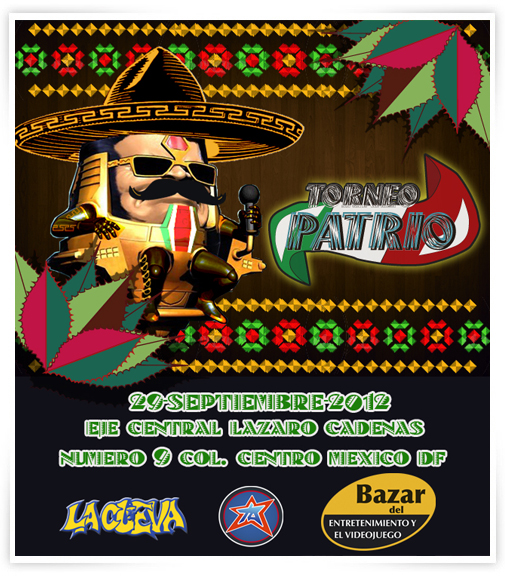 TORNEO
PATRIO
29-SEPTIEMBRE-2012
EJE CENTRAL LAZARO CADENAS
NUMERO 9 COL. CENTRO MEXICO DF
LA CUEVA
TA
Bazar
del
ENTRETENIMIENTO Y
EL VIDEOJUEGO